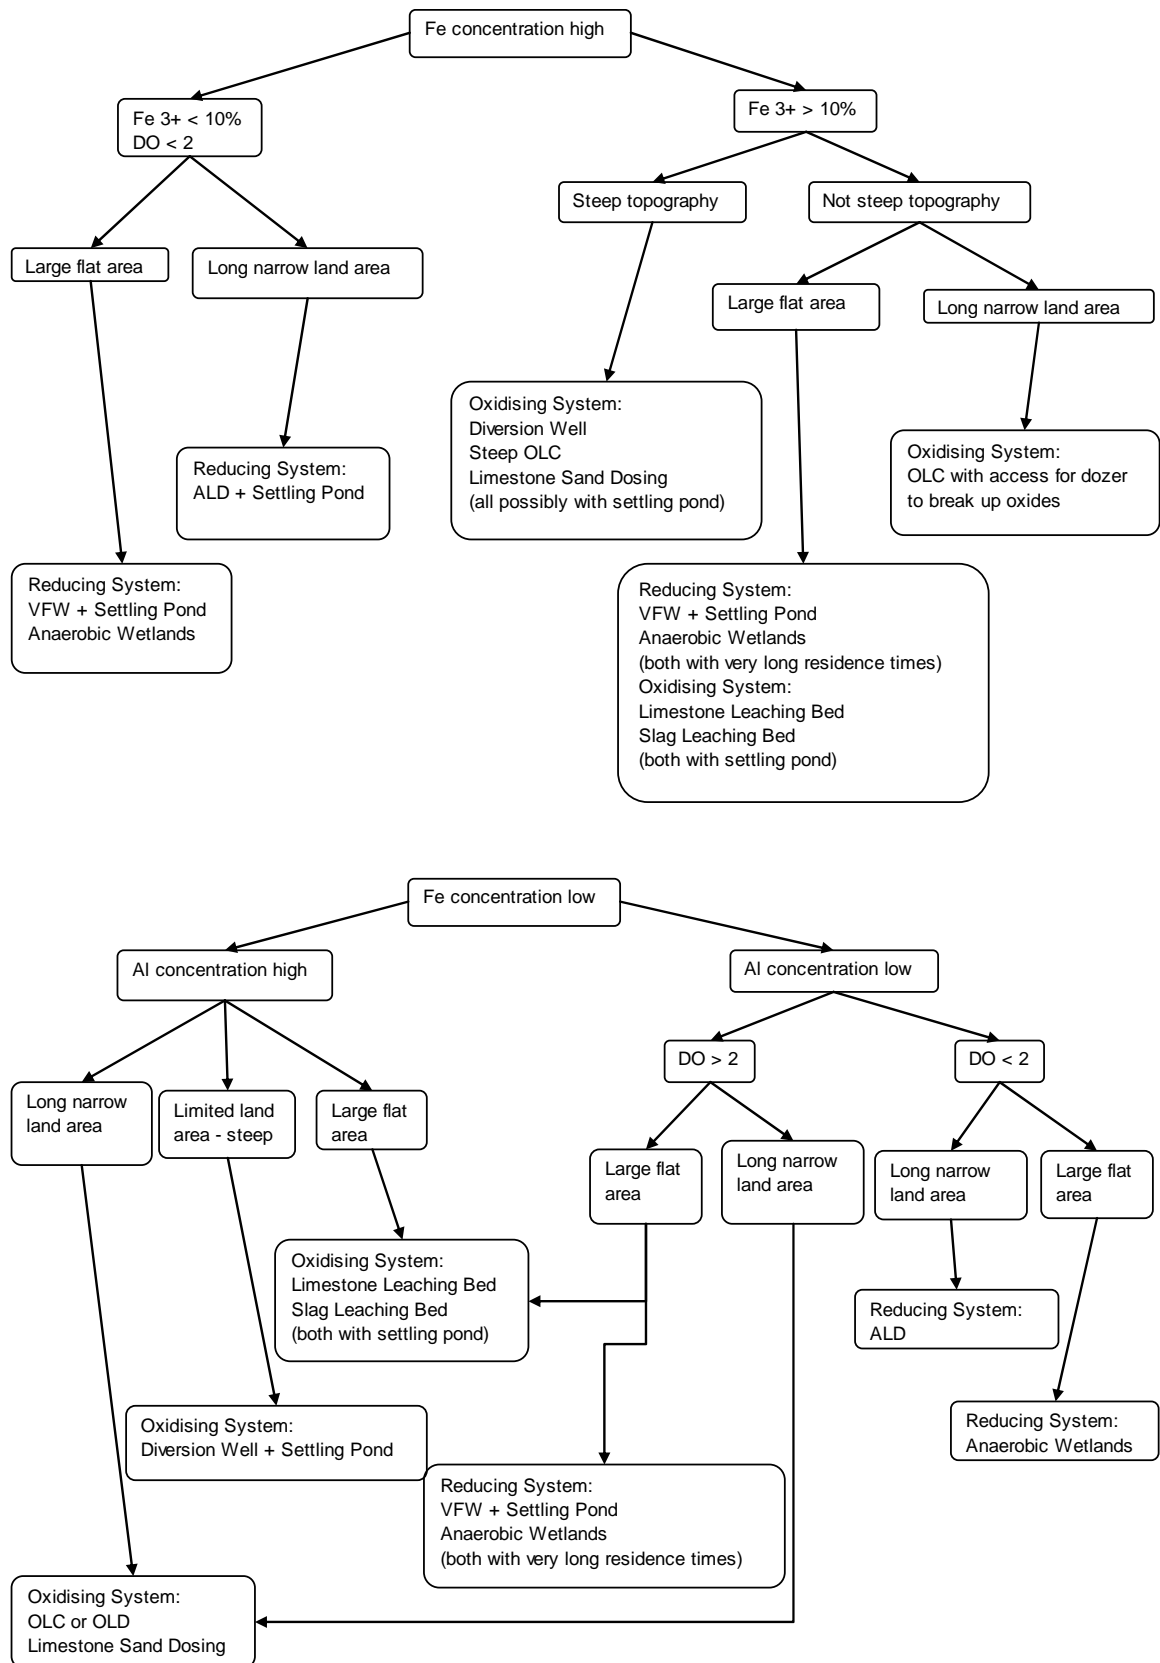 Fe concentration high
Fe 3+ < 10%
DO < 2
Fe 3+ > 10%
Steep topography
Not steep topography
Large flat area
Long narrow land area
Large flat area
Long narrow land area
Oxidising System:
Diversion Well
Steep OLC
Limestone Sand Dosing
(all possibly with settling pond)
Oxidising System:
OLC with access for dozer
to break up oxides
Reducing System:
ALD + Settling Pond
Reducing System:
VFW + Settling Pond
Anaerobic Wetlands
Reducing System:
VFW + Settling Pond
Anaerobic Wetlands
(both with very long residence times)
Oxidising System:
Limestone Leaching Bed
Slag Leaching Bed
(both with settling pond)
Fe concentration low
Al concentration high
Al concentration low
DO > 2
DO < 2
Long narrow
land area
Limited land
area - steep
Large flat
area
Large flat
area
Long narrow
land area
Long narrow
land area
Large flat
area
Oxidising System:
Limestone Leaching Bed
Slag Leaching Bed
(both with settling pond)
Reducing System:
ALD
Oxidising System:
Diversion Well + Settling Pond
Reducing System:
Anaerobic Wetlands
Reducing System:
VFW + Settling Pond
Anaerobic Wetlands
(both with very long residence times)
Oxidising System:
OLC or OLD
Limestone Sand Dosing